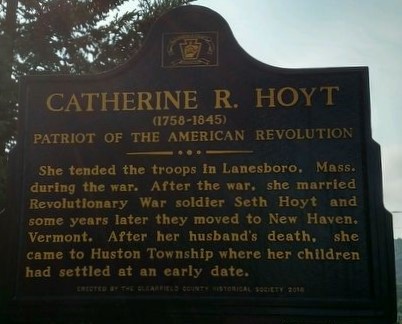 CATHERINE R. HOYT
(1758-1845)
PATRIOT OF THE AMERICAN REVOLUTION
She tended the troops in Lanesboro, Mass.
during the war. After the war, she married
Revolutionary War soldier Seth Hoyt and
some years later they moved to New Haven,
Vermont. After her husband's death, she
came to Huston Township where her children
had settled at an early date.
ERECTED BY THE CLEARFIELD COUNTY HISTORICAL SOCIETY